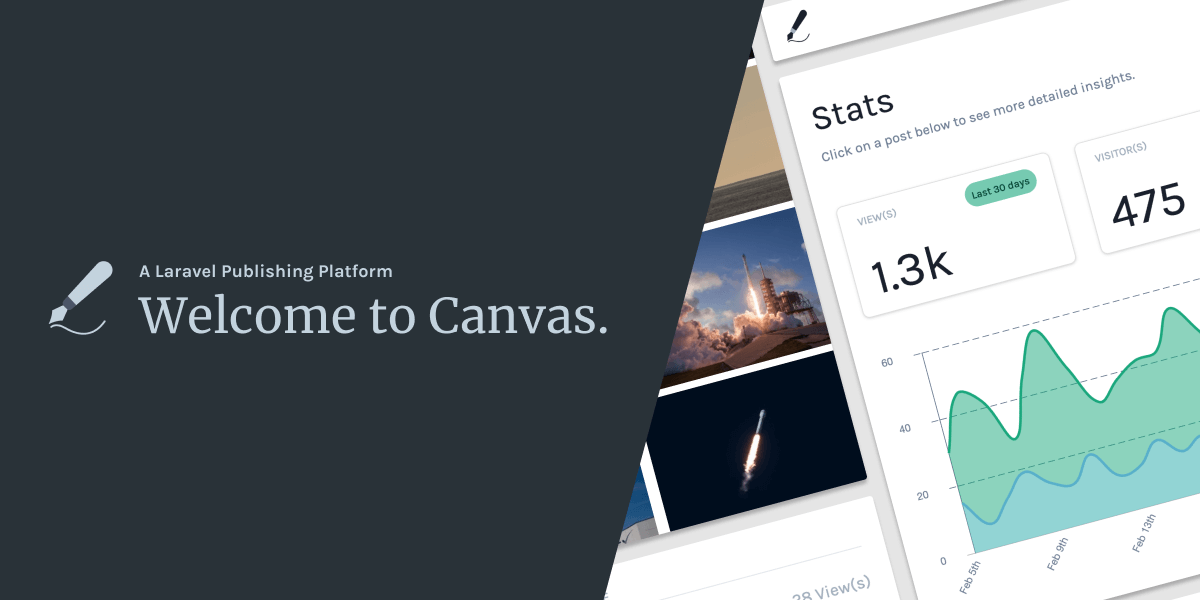 A Laravel Publishing Platform
Welcome to Canvas.
Stats
Click on a post below to see more detailed insights.
VIEW(S)
Last 30 days
1.3k
VISITOR(S)
475
60
40
20
0
Feb 5th
Feb 9th
Feb 13th
View(s)